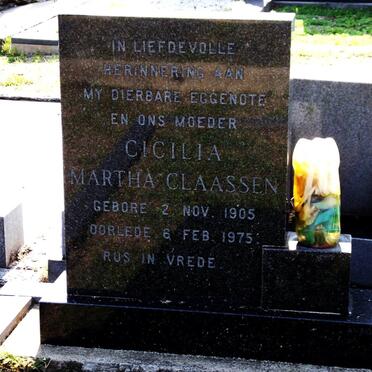 IN LIEFDEVOLLE
HERINNERING AAN
MY DIERBARE EGGENOTE
EN ONS MOEDER
CICILIA
MARTHA CLAASSEN
GEBORE 2 NOV. 1905
OORLEDE 6 FEB. 1975
RUS IN VREDE